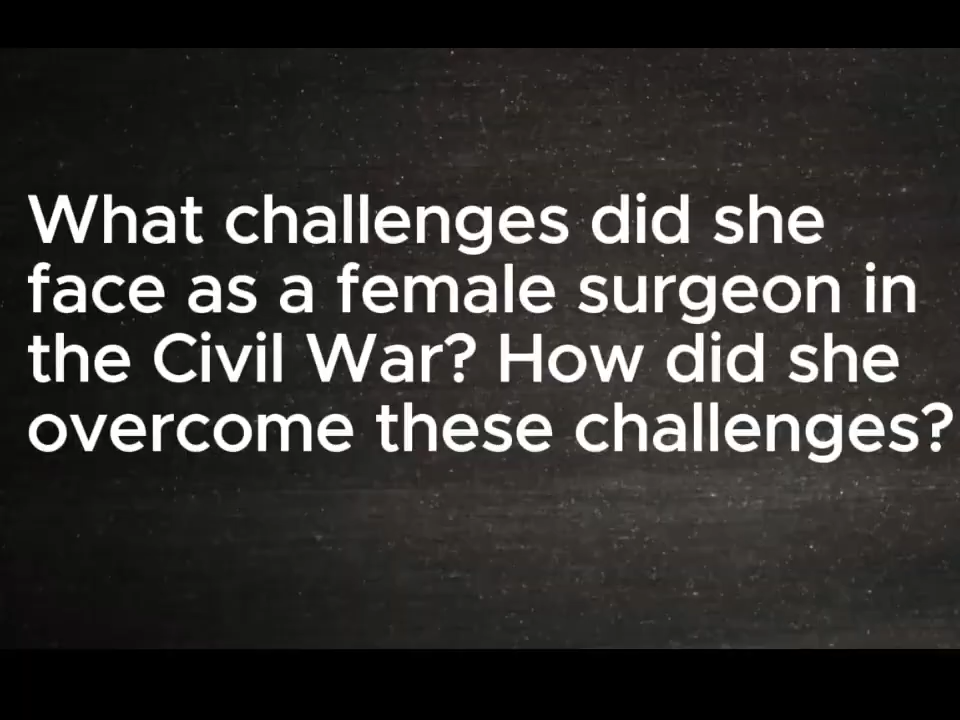 What challenges did she
face as a female surgeon in
the Civil War? How did she
overcome these challenges?